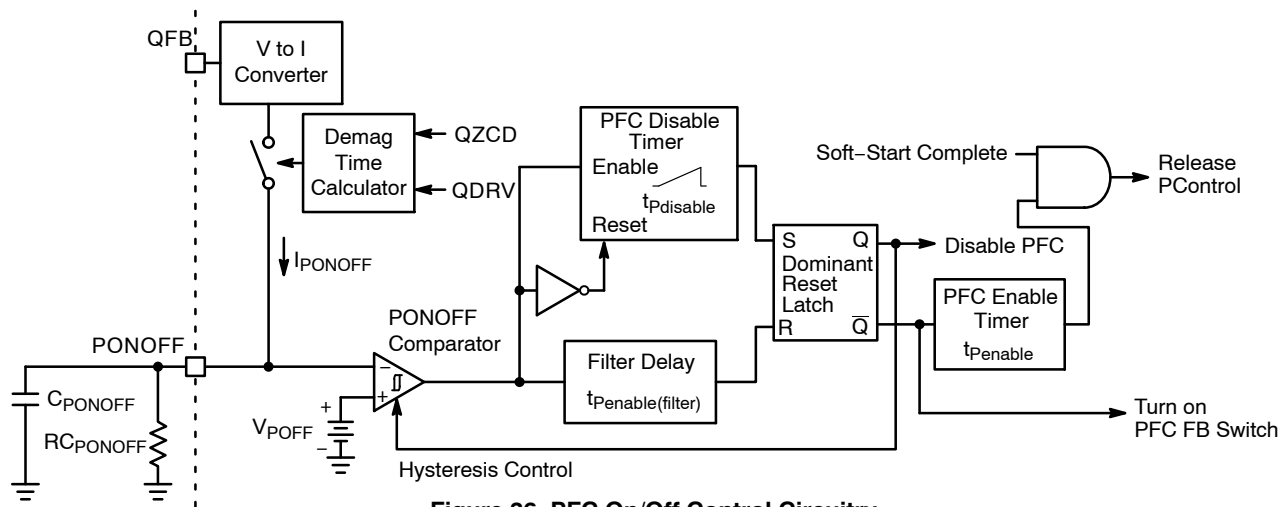 QFB
V to I
Converter
Demag
Time
Calculator
QZCD
QDRV
PFC Disable
Timer
Enable
tPdisable
Reset
Soft−Start Complete
Release
PControl
IPONOFF
S
Q
Dominant
Reset
Latch
R
Q
Disable PFC
PFC Enable
Timer
tPenable
PONOFF
PONOFF
Comparator
−
+
Filter Delay
tPenable(filter)
CPONOFF
RCPONOFF
+
VPOFF
−
Hysteresis Control
Turn on
PFC FB Switch
Figure 26. PFC On/Off Control Circuitry